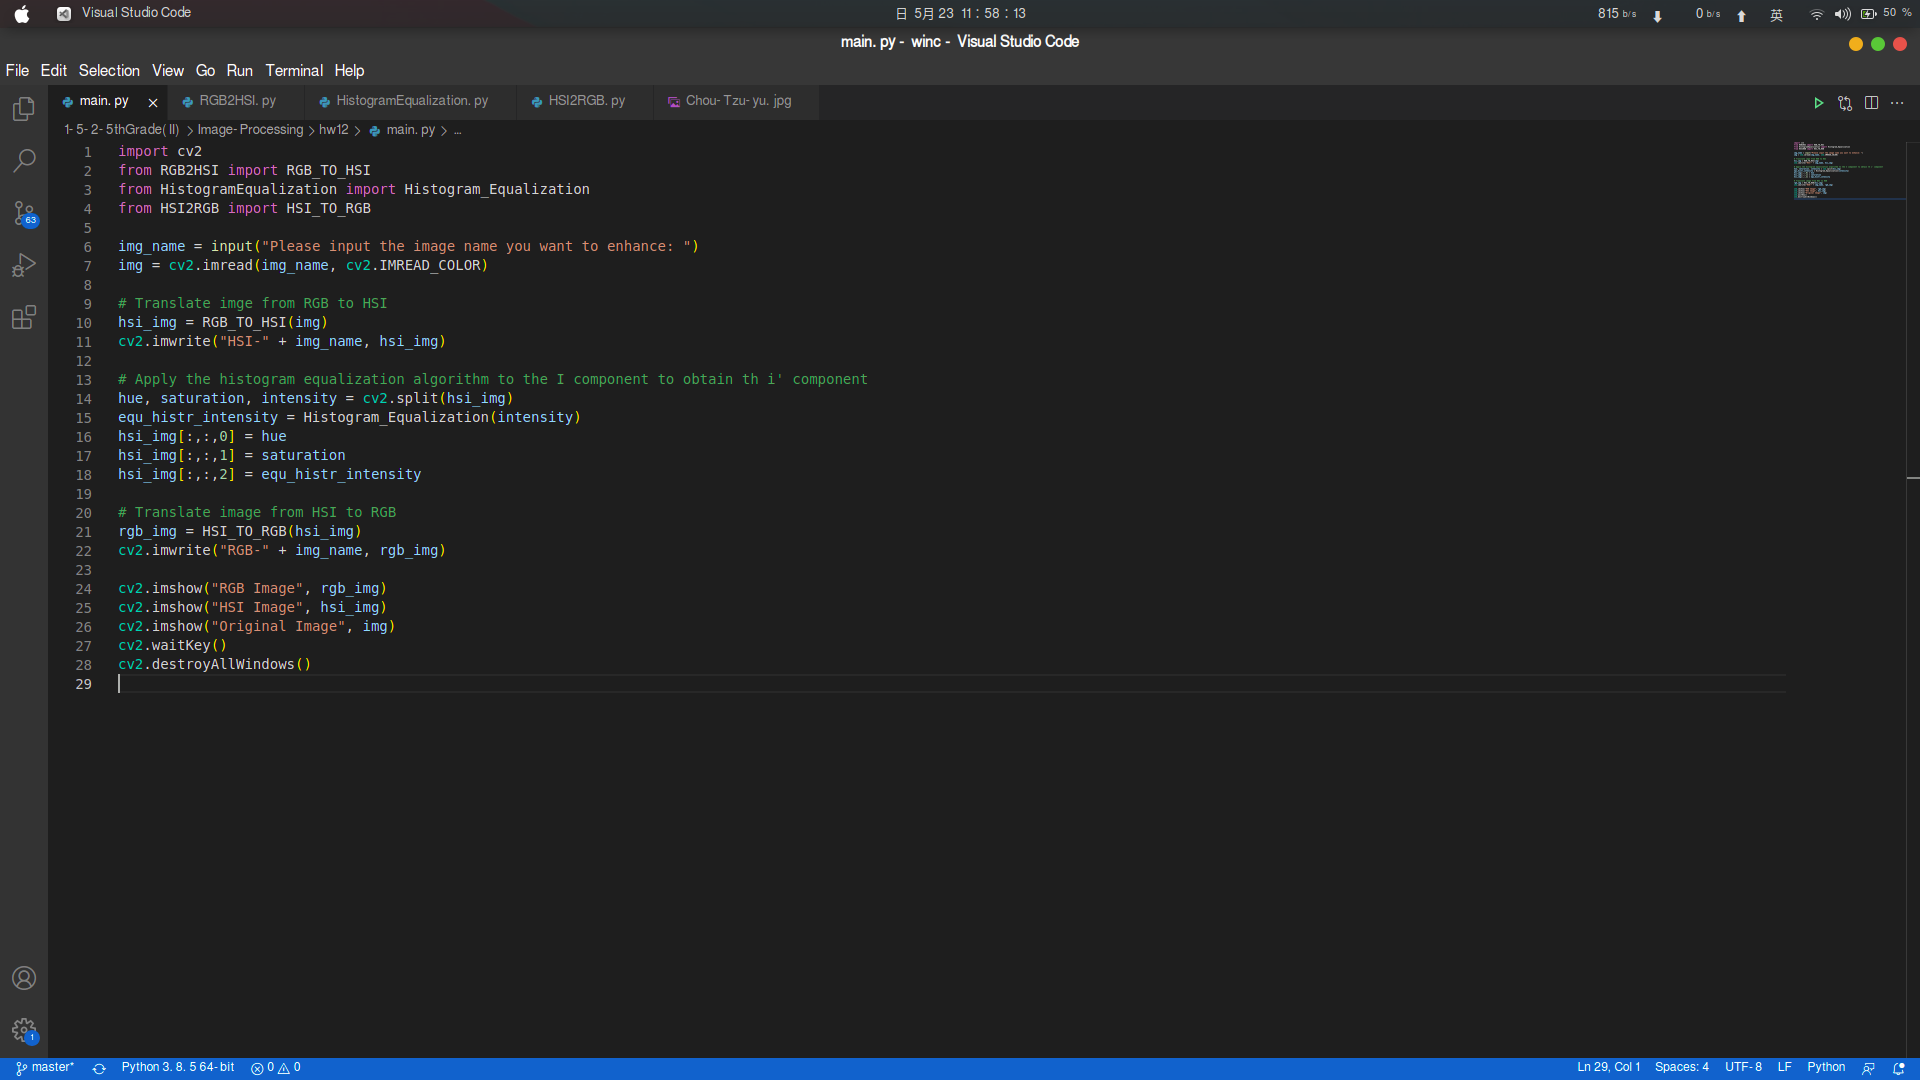 Visual Studio Code
日 5月 23 11 : 58 : 13
815 b/s 0 b/s 英 50 %
main. py - winc - Visual Studio Code
File Edit Selection View Go Run Terminal Help
main. py RGB2HSI. py HistogramEqualization. py HSI2RGB. py Chou- Tzu- yu. jpg
1- 5- 2- 5thGrade( II) > Image- Processing > hw12 > main. py > ...
1 import cv2
2 from RGB2HSI import RGB_TO_HSI
3 from HistogramEqualization import Histogram_Equalization
4 from HSI2RGB import HSI_TO_RGB
5
6 img_name = input("Please input the image name you want to enhance: ")
7 img = cv2.imread(img_name, cv2.IMREAD_COLOR)
8
9 # Translate imge from RGB to HSI
10 hsi_img = RGB_TO_HSI(img)
11 cv2.imwrite("HSI-" + img_name, hsi_img)
12
13 # Apply the histogram equalization algorithm to the I component to obtain th i' component
14 hue, saturation, intensity = cv2.split(hsi_img)
15 equ_histr_intensity = Histogram_Equalization(intensity)
16 hsi_img[:,:,0] = hue
17 hsi_img[:,:,1] = saturation
18 hsi_img[:,:,2] = equ_histr_intensity
19
20 # Translate image from HSI to RGB
21 rgb_img = HSI_TO_RGB(hsi_img)
22 cv2.imwrite("RGB-" + img_name, rgb_img)
23
24 cv2.imshow("RGB Image", rgb_img)
25 cv2.imshow("HSI Image", hsi_img)
26 cv2.imshow("Original Image", img)
27 cv2.waitKey()
28 cv2.destroyAllWindows()
29
63
1
master* Python 3. 8. 5 64- bit 0 0 Ln 29, Col 1 Spaces: 4 UTF- 8 LF Python